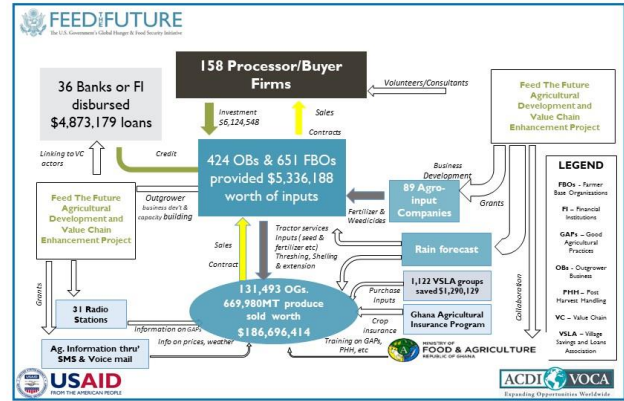 FEED THE FUTURE
The U.S. Government's Global Hunger & Food Security Initiative
158 Processor/Buyer
Firms
36 Banks or FI
disbursed
$4,873,179 loans
Volunteers/Consultants
Feed The Future
Agricultural
Development and
Value Chain
Enhancement Project
Investment
$6,124,548
Sales
Contracts
Linking to VC
actors
Credit
424 OBs & 651 FBOs
provided $5,336,188
worth of inputs
Business
Development
Grants
89 Agro-
input
Companies
Fertilizer &
Weedicides
LEGEND
FBOs – Farmer
Base Organizations
FI – Financial
Institutions
GAPs – Good
Agricultural
Practices
OBs – Outgrower
Business
PHH – Post
Harvest Handling
VC – Value Chain
VSLA – Village
Savings and Loans
Association
Feed The Future
Agricultural
Development and
Value Chain
Enhancement Project
Outgrower
business dev't &
capacity building
Sales
Contract
Tractor services
Inputs (seed &
fertilizer etc)
Threshing, Shelling
& extension
Rain forecast
Collaboration
131,493 OGs.
669,980MT produce
sold worth
$186,696,414
Purchase
Inputs
1,122 VSLA groups
saved $1,290,129
Crop
insurance
Ghana Agricultural
Insurance Program
Grants
31 Radio
Stations
Information on GAPs
Ag. Information thru'
SMS & Voice mail
Info on prices, weather
Training on GAPs,
PHH, etc
MINISTRY OF
FOOD & AGRICULTURE
REPUBLIC OF GHANA
USAID
USAID
FROM THE AMERICAN PEOPLE
ACDI VOCA
Expanding Opportunities Worldwide